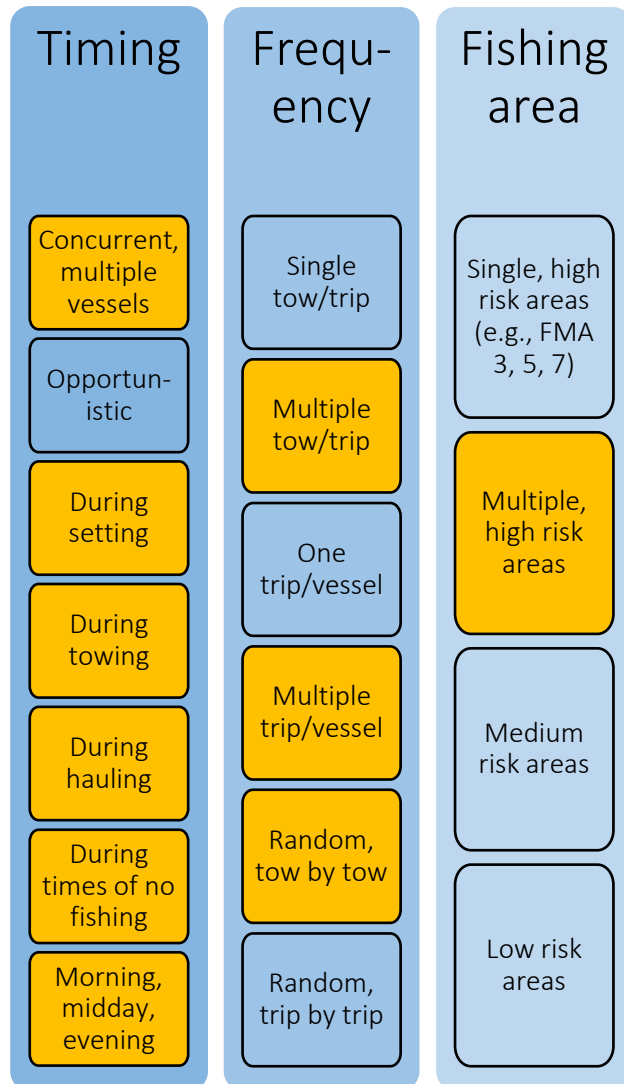 Timing
Concurrent,
multiple
vessels
Opportun-
istic
During
setting
During
towing
During
hauling
During
times of no
fishing
Morning,
midday,
evening
Frequ-
ency
Single
tow/trip
Multiple
tow/trip
One
trip/vessel
Multiple
trip/vessel
Random,
tow by tow
Random,
trip by trip
Fishing
area
Single, high
risk areas
(e.g., FMA
3, 5, 7)
Multiple,
high risk
areas
Medium
risk areas
Low risk
areas